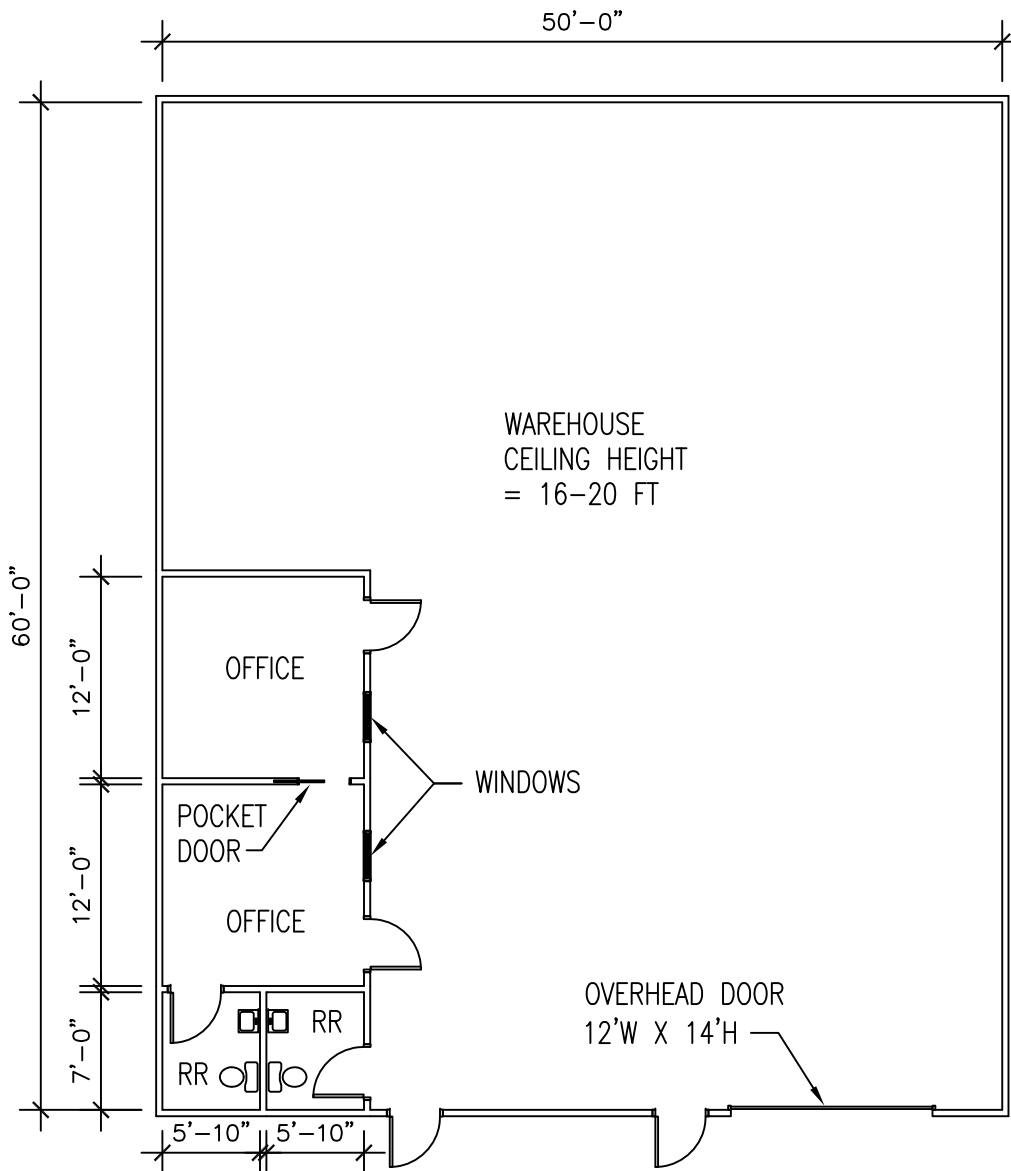 50'-0"
WAREHOUSE
CEILING HEIGHT
= 16-20 FT
60'-0"
12'-0"
OFFICE
WINDOWS
POCKET
DOOR
12'-0"
OFFICE
OVERHEAD DOOR
12'W X 14'H
7'-0"
RR
RR
5'-10"
5'-10"